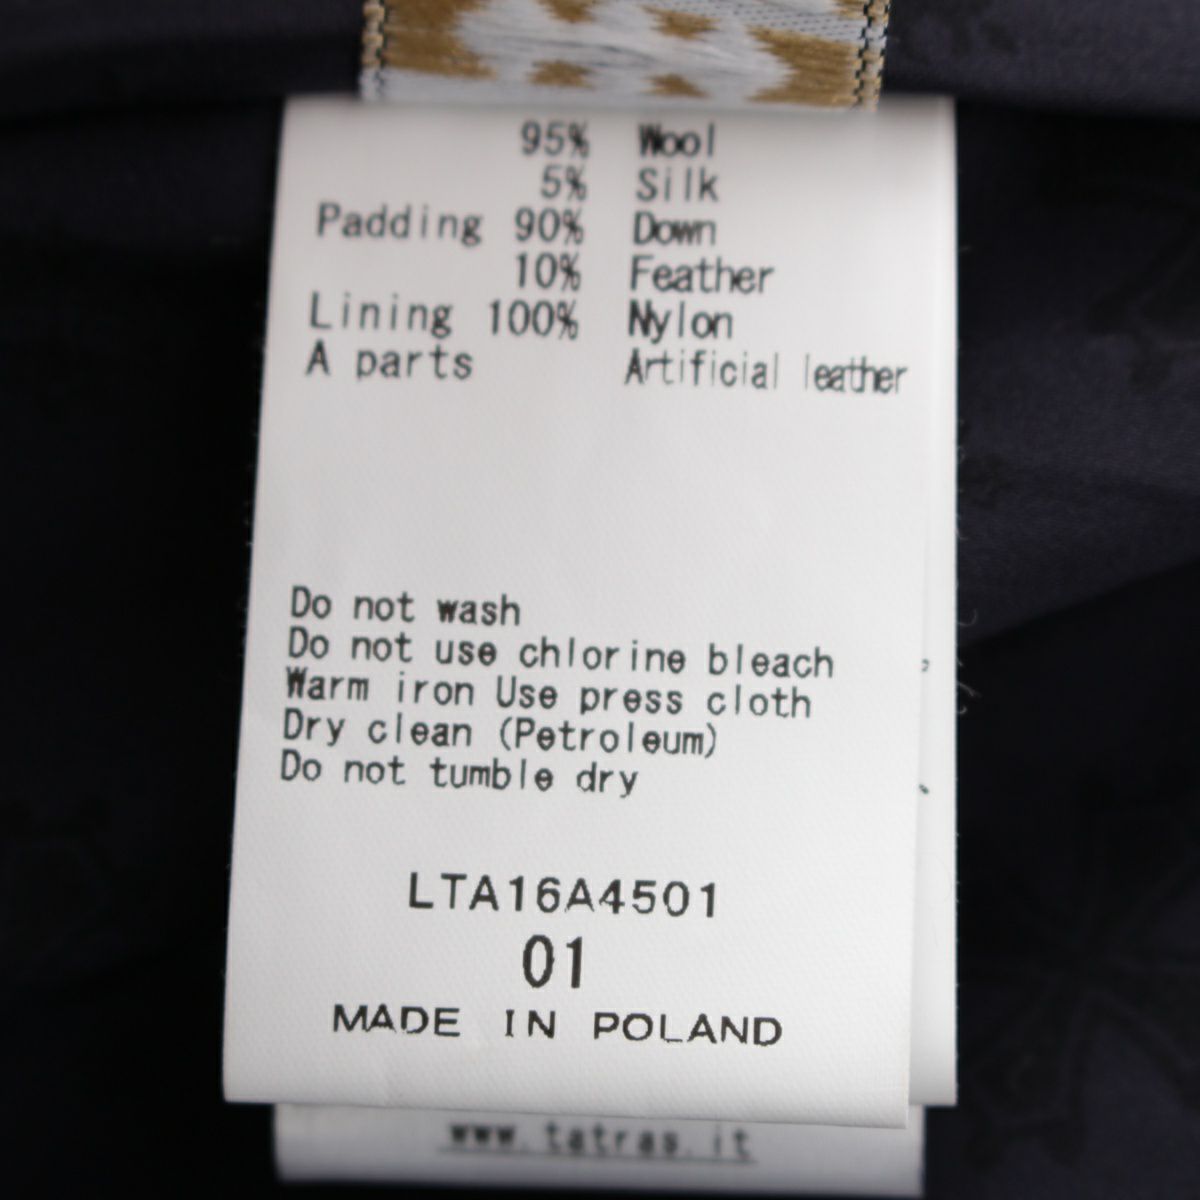 95% Wool
5% Silk
Padding 90% Down
10% Feather
Lining 100% Nylon
A parts Artificial leather
Do not wash
Do not use chlorine bleach
Warm iron Use press cloth
Dry clean (Petroleum)
Do not tumble dry
LTA16A4501
01
MADE IN POLAND
www.tatras.it